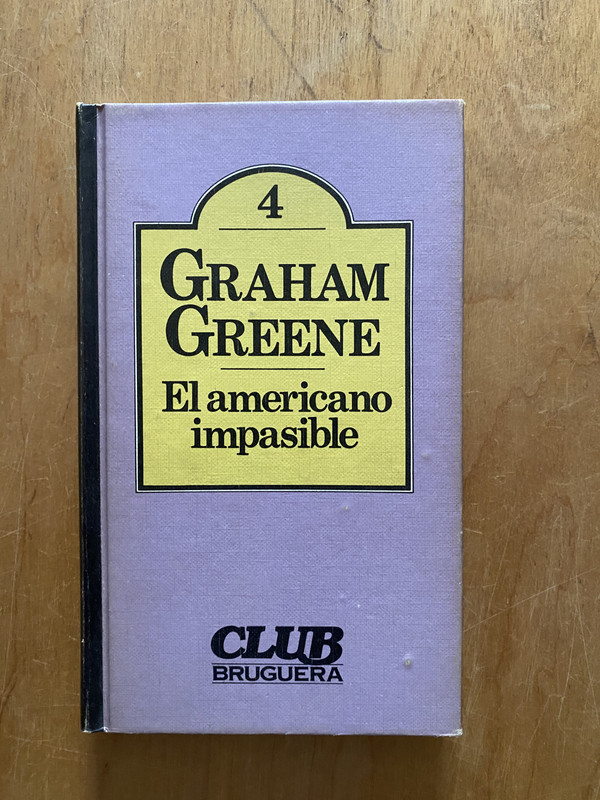 4
GRAHAM
GREENE
El americano
impasible
CLUB
BRUGUERA